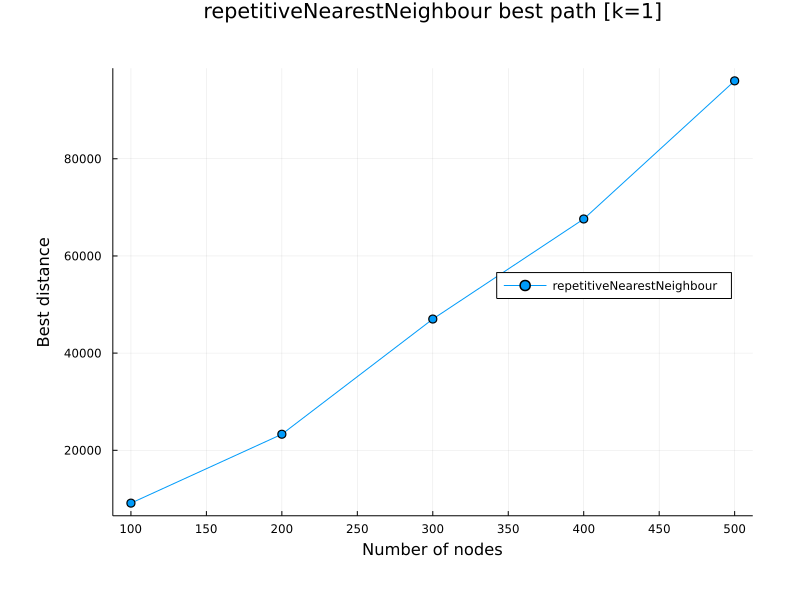 repetitiveNearestNeighbour best path [k=1]
Best distance
80000
60000
40000
20000
repetitiveNearestNeighbour
100 150 200 250 300 350 400 450 500
Number of nodes